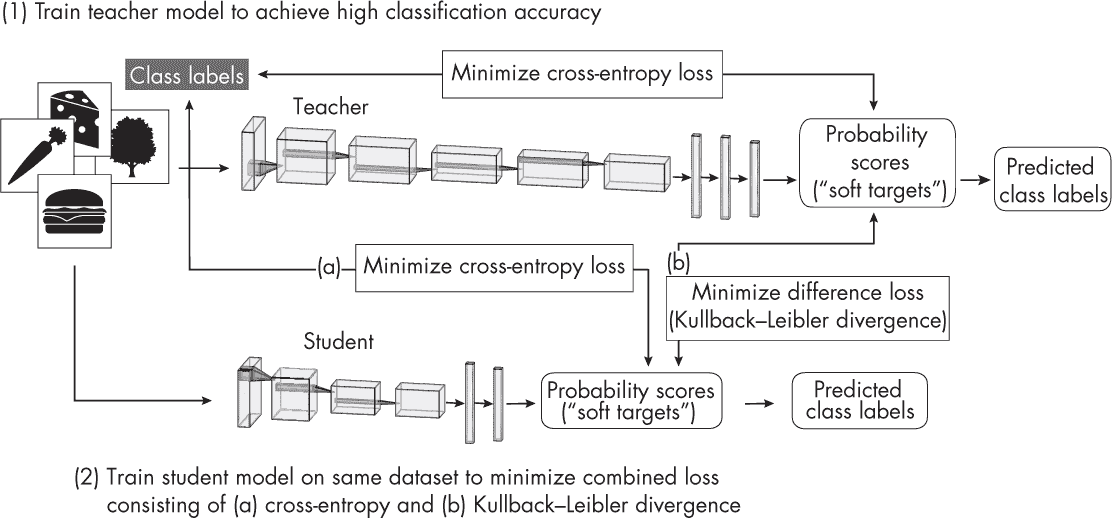 (1) Train teacher model to achieve high classification accuracy
Class labels
Minimize cross-entropy loss
Teacher
Probability
scores
(“soft targets”)
Predicted
class labels
(a)
Minimize cross-entropy loss
(b)
Minimize difference loss
(Kullback–Leibler divergence)
Student
Probability scores
(“soft targets”)
Predicted
class labels
(2) Train student model on same dataset to minimize combined loss
consisting of (a) cross-entropy and (b) Kullback–Leibler divergence